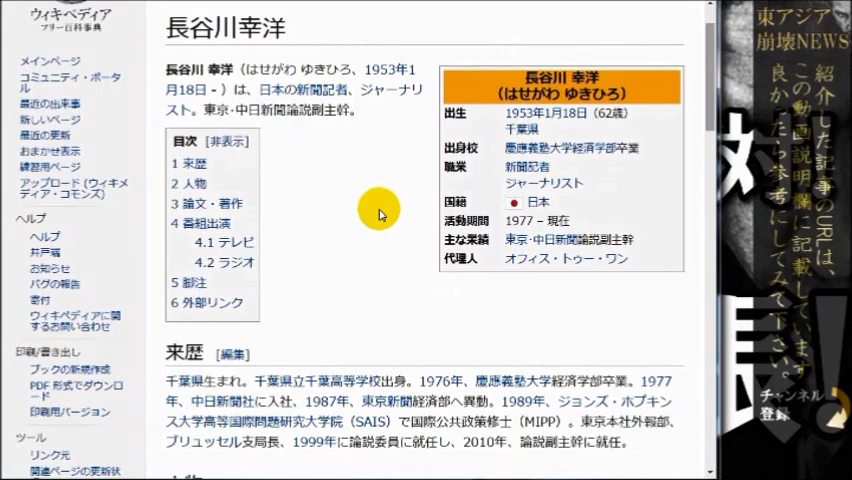 ウィキペディア
フリー百科事典
メインページ
コミュニティ・ポータ
ル
最近の出来事
新しいページ
最近の更新
おまかせ表示
練習用ページ
アップロード (ウィキメ
ディア・コモンズ)
ヘルプ
ヘルプ
井戸端
お知らせ
バグの報告
寄付
ウィキペディアに関
するお問い合わせ
印刷/書き出し
ブックの新規作成
PDF 形式でダウンロ
ード
印刷用バージョン
ツール
リンク元
関連ページの更新状
長谷川幸洋
長谷川 幸洋（はせがわ ゆきひろ、1953年1
月18日 - ）は、日本の新聞記者、ジャーナリ
スト。東京・中日新聞論説副主幹。
目次 [非表示]
1 来歴
2 人物
3 論文・著作
4 番組出演
4.1 テレビ
4.2 ラジオ
5 脚注
6 外部リンク
長谷川 幸洋
（はせがわ ゆきひろ）
出生 1953年1月18日（62歳）
千葉県
出身校 慶應義塾大学経済学部卒業
職業 新聞記者
ジャーナリスト
国籍 日本
活動期間 1977 – 現在
主な業績 東京・中日新聞論説副主幹
代理人 オフィス・トゥー・ワン
来歴 [編集]
千葉県生まれ。千葉県立千葉高等学校出身。1976年、慶應義塾大学経済学部卒業。1977
年、中日新聞社に入社、1987年、東京新聞経済部へ異動。1989年、ジョンズ・ホプキン
ス大学高等国際問題研究大学院（SAIS）で国際公共政策修士（MIPP）。東京本社外報部、
ブリュッセル支局長、1999年に論説委員に就任し、2010年、論説副主幹に就任。
東アジア
崩壊NEWS
紹介した記事のURLは、
この動画説明欄に記載しています
良かったら参考にしてみて下さい。
対
長!
チャンネル
登録